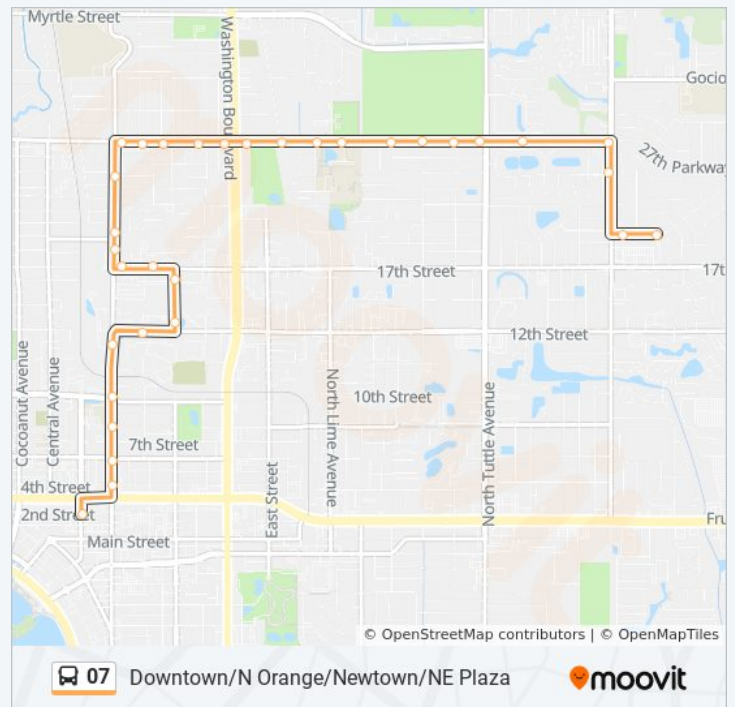 Myrtle Street
Washington Boulevard
Gocio
27th Parkway
17th Street
17t
12th Street
Cocoanut Avenue
Central Avenue
North Lime Avenue
10th Street
North Tuttle Avenue
7th Street
East Street
4th Street
2nd Street
Main Street
Fru
© OpenStreetMap contributors | © OpenMapTiles
07 Downtown/N Orange/Newtown/NE Plaza
moovit